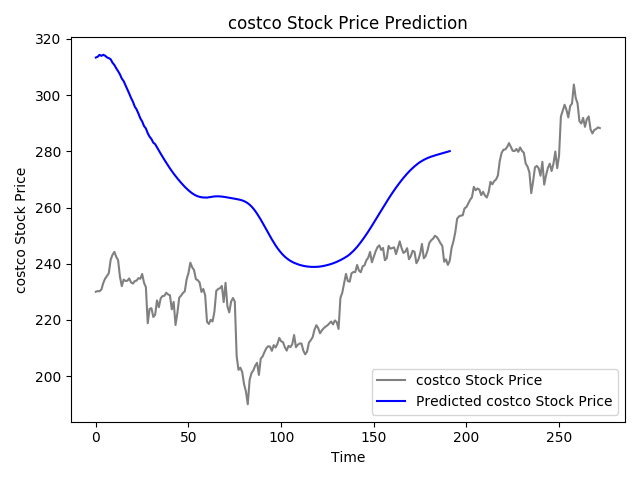 costco Stock Price Prediction
320
300
280
260
240
220
200
costco Stock Price
0
50
100
150
200
250
Time
costco Stock Price
Predicted costco Stock Price